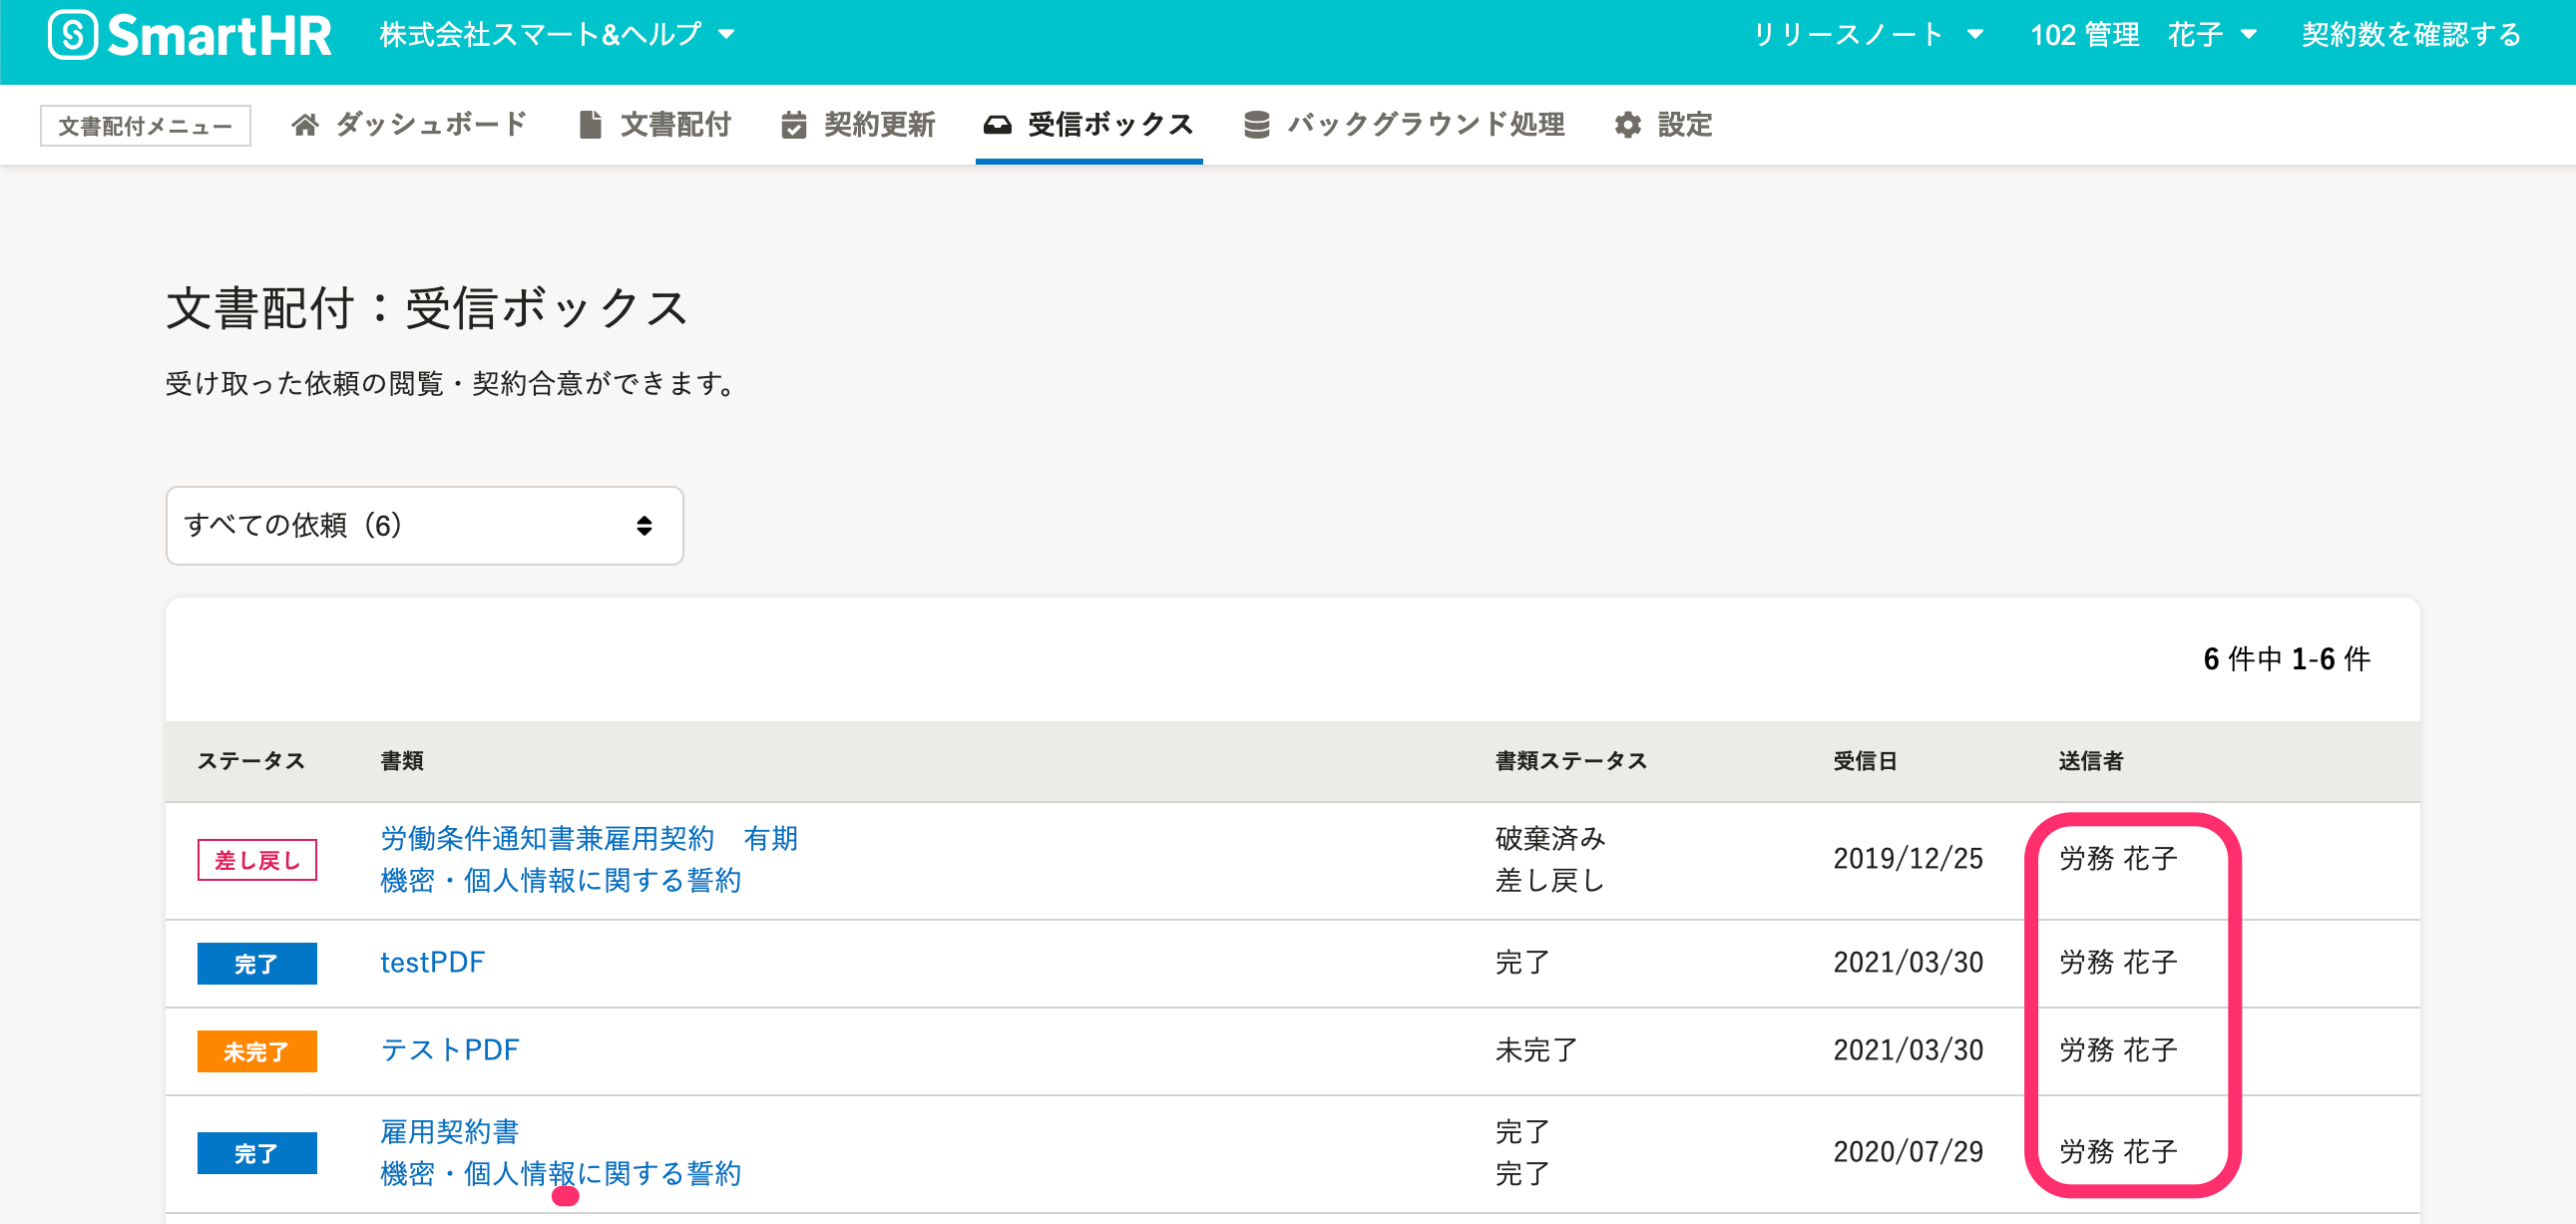 SmartHR 株式会社スマート&ヘルプ リリースノート 102 管理　花子 契約数を確認する
文書配付メニュー ダッシュボード 文書配付 契約更新 受信ボックス バックグラウンド処理 設定
文書配付：受信ボックス
受け取った依頼の閲覧・契約合意ができます。
すべての依頼（6）
6 件中 1-6 件
ステータス 書類 書類ステータス 受信日 送信者
差し戻し 労働条件通知書兼雇用契約　有期 破棄済み 2019/12/25 労務 花子
機密・個人情報に関する誓約 差し戻し
完了 testPDF 完了 2021/03/30 労務 花子
未完了 テストPDF 未完了 2021/03/30 労務 花子
完了 雇用契約書 完了 2020/07/29 労務 花子
機密・個人情報に関する誓約 完了